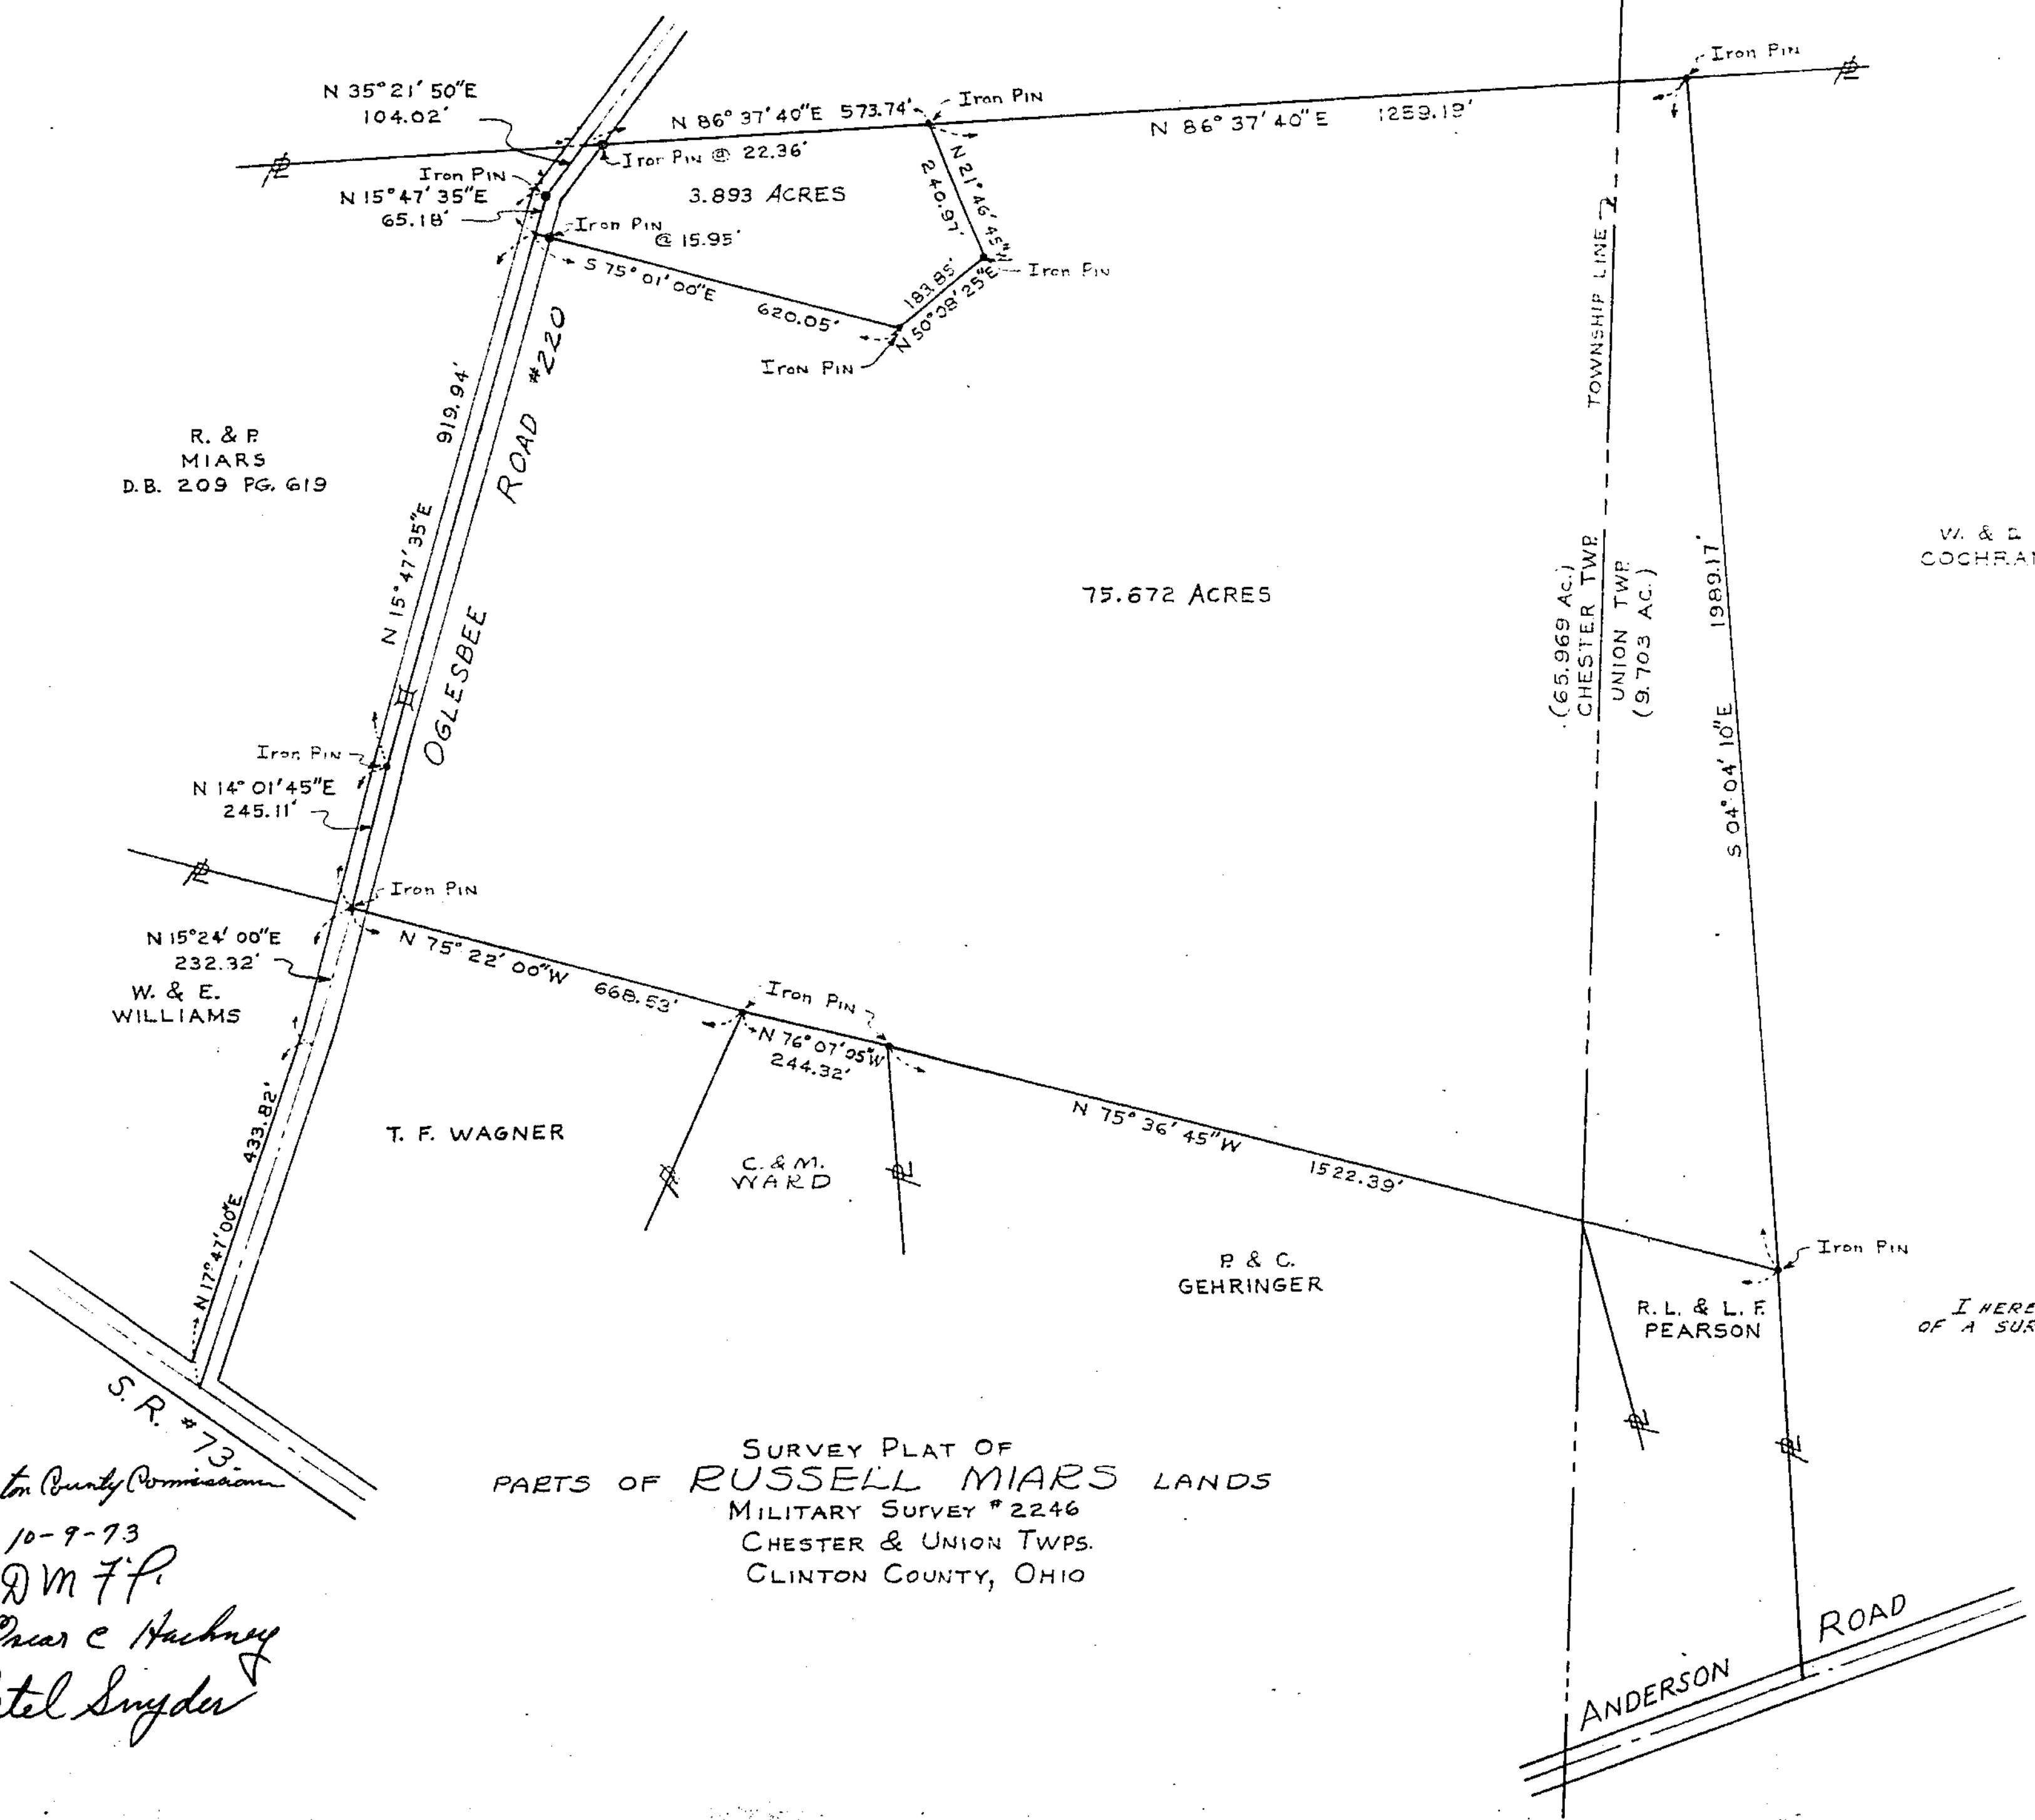 Iron Pin
N 35° 21' 50"E
104.02'
N 86° 37' 40"E 573.74'
Iron Pin
N 86° 37' 40"E 1259.19'
Iron Pin @ 22.36'
Iron Pin
N 15° 47' 35"E
65.18'
3.893 ACRES
N 21° 46' 45"W
240.97'
Iron Pin
@ 15.95'
S 75° 01' 00"E 620.05'
183.85'
N 50° 08' 25"E
Iron Pin
Iron Pin
TOWNSHIP LINE
919.94'
N 15° 47' 35"E
OGLESBEE ROAD #220
R. & P.
MIARS
D.B. 209 PG. 619
75.672 ACRES
(65.969 AC.)
CHESTER TWP.
UNION TWP.
(9.703 AC.)
S 04° 04' 10"E 1989.17'
W. &
Iron Pin
N 14° 01' 45"E
245.11'
Iron Pin
N 15° 24' 00"E
232.32'
W. & E.
WILLIAMS
N 75° 22' 00"W 668.53'
Iron Pin
N 76° 07' 05"W
244.32'
N 75° 36' 45"W 1522.39'
N 17° 47' 00"E 433.82'
T. F. WAGNER
C. & M.
WARD
P. & C.
GEHRINGER
Iron Pin
R. L. & L. F.
PEARSON
I HERE
OF A SUR
S. R. #73
SURVEY PLAT OF
PARTS OF RUSSELL MIARS LANDS
MILITARY SURVEY #2246
CHESTER & UNION TWPS.
CLINTON COUNTY, OHIO
ton County Commission
10-9-73
Hackney
Snyder
ANDERSON ROAD